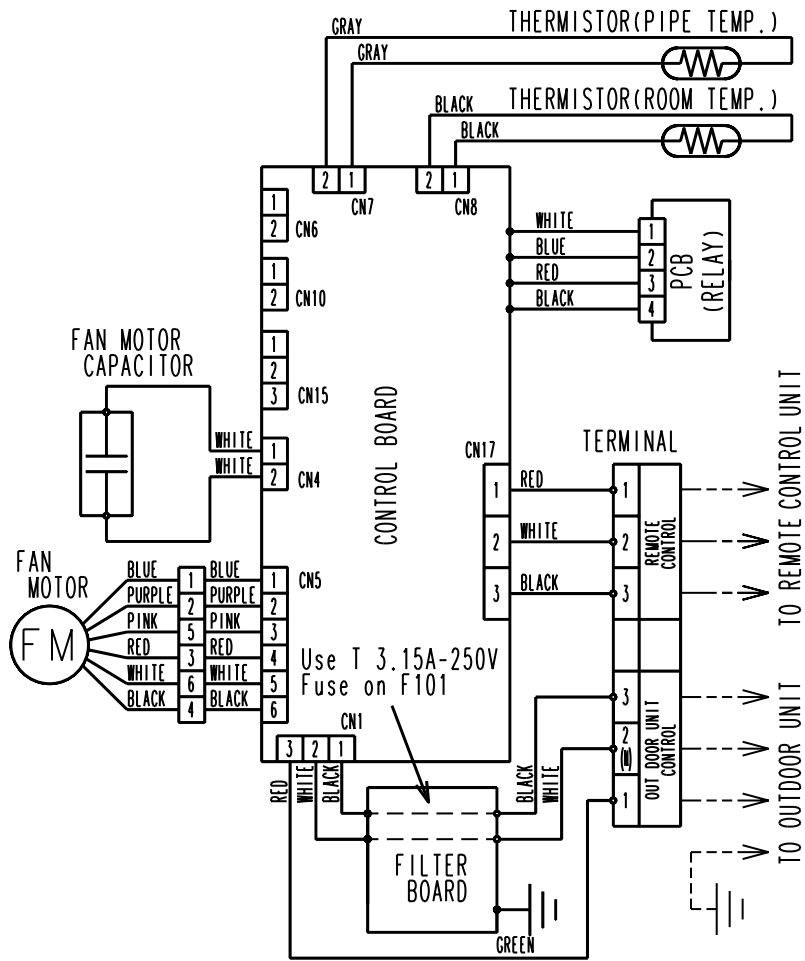 GRAY
THERMISTOR(PIPE TEMP.)
GRAY
BLACK
THERMISTOR(ROOM TEMP.)
BLACK
2 1
CN7
2 1
CN8
1
2
CN6
1
2
CN10
1
2
3
CN15
WHITE
BLUE
RED
BLACK
1
2
3
4
PCB
(RELAY)
FAN MOTOR
CAPACITOR
WHITE
WHITE
1
2
CN4
CONTROL BOARD
CN17
1
2
3
RED
WHITE
BLACK
TERMINAL
1
2
3
REMOTE
CONTROL
TO REMOTE CONTROL UNIT
FAN
MOTOR
FM
BLUE
PURPLE
PINK
RED
WHITE
BLACK
1
2
5
3
6
4
BLUE
PURPLE
PINK
RED
WHITE
BLACK
1
2
3
4
5
6
CN5
Use T 3.15A-250V
Fuse on F101
CN1
3 2 1
RED
WHITE
BLACK
BLACK
WHITE
3
2
(N)
1
OUT DOOR UNIT
CONTROL
TO OUTDOOR UNIT
FILTER
BOARD
GREEN